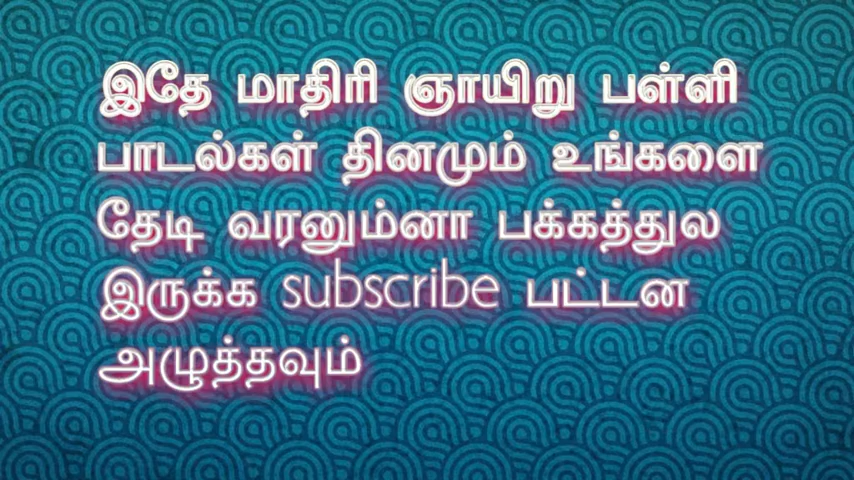 இதே மாதிரி ஞாயிறு பள்ளி
பாடல்கள் தினமும் உங்களை
தேடி வரனும்னா பக்கத்துல
இருக்க subscribe பட்டன
அழுத்தவும்